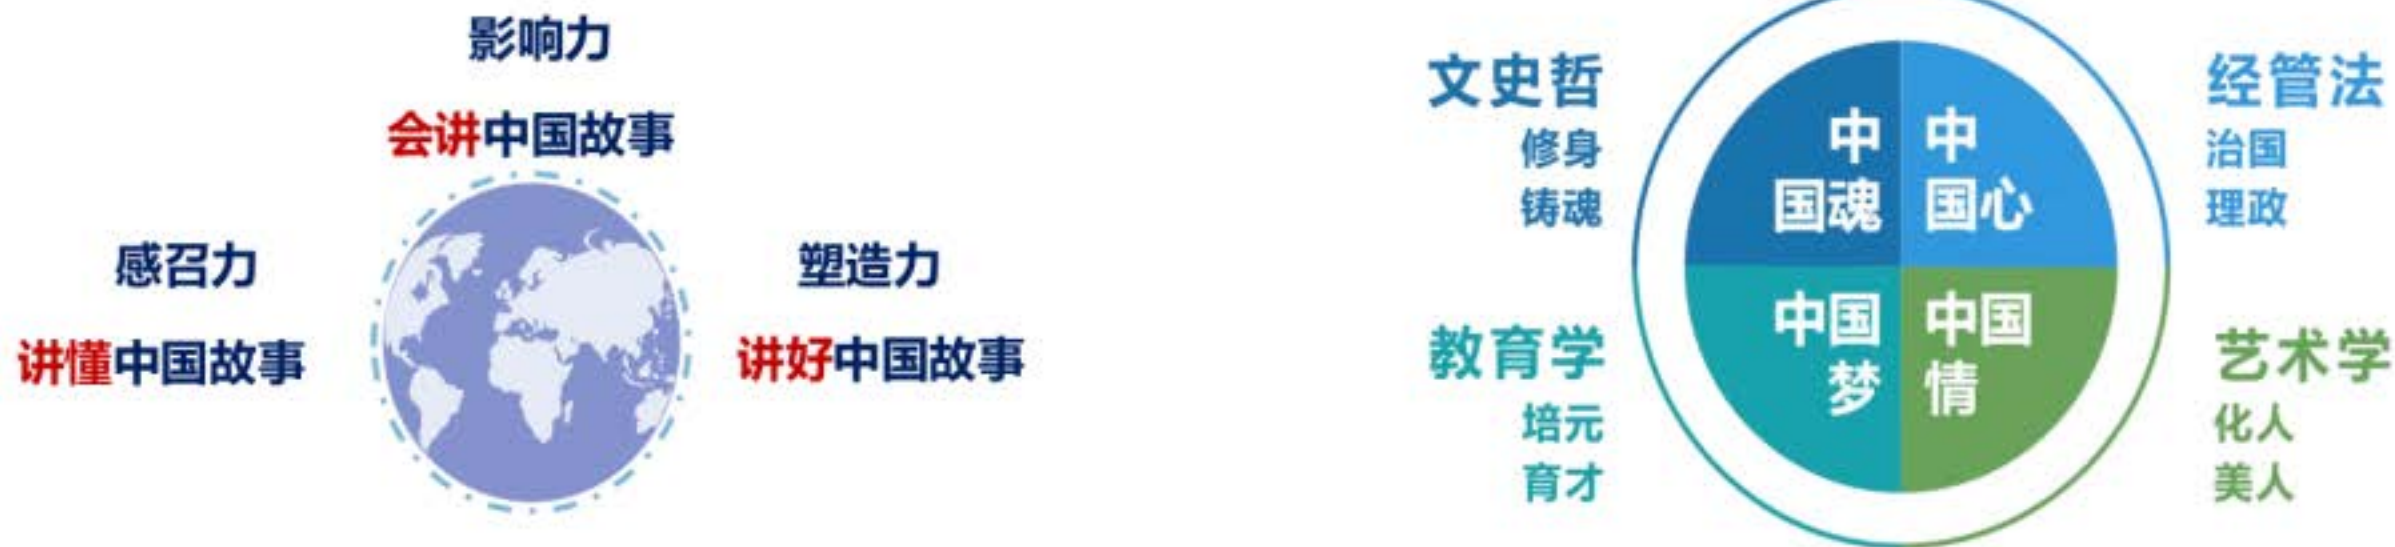 影响力
会讲中国故事
感召力
讲懂中国故事
塑造力
讲好中国故事
文史哲
修身
铸魂
中
国魂
中
国心
经管法
治国
理政
教育学
培元
育才
中国
梦
中国
情
艺术学
化人
美人